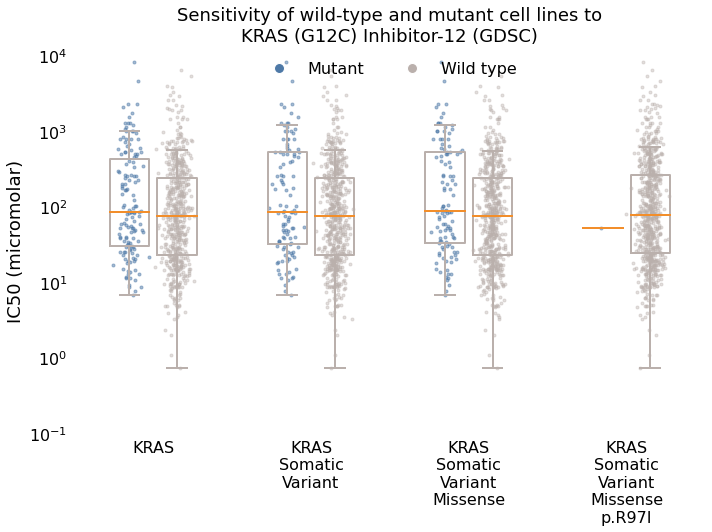 Sensitivity of wild-type and mutant cell lines to
KRAS (G12C) Inhibitor-12 (GDSC)
Mutant
Wild type
IC50 (micromolar)
10^4
10^3
10^2
10^1
10^0
10^−1
KRAS
KRAS
Somatic
Variant
KRAS
Somatic
Variant
Missense
KRAS
Somatic
Variant
Missense
p.R97I